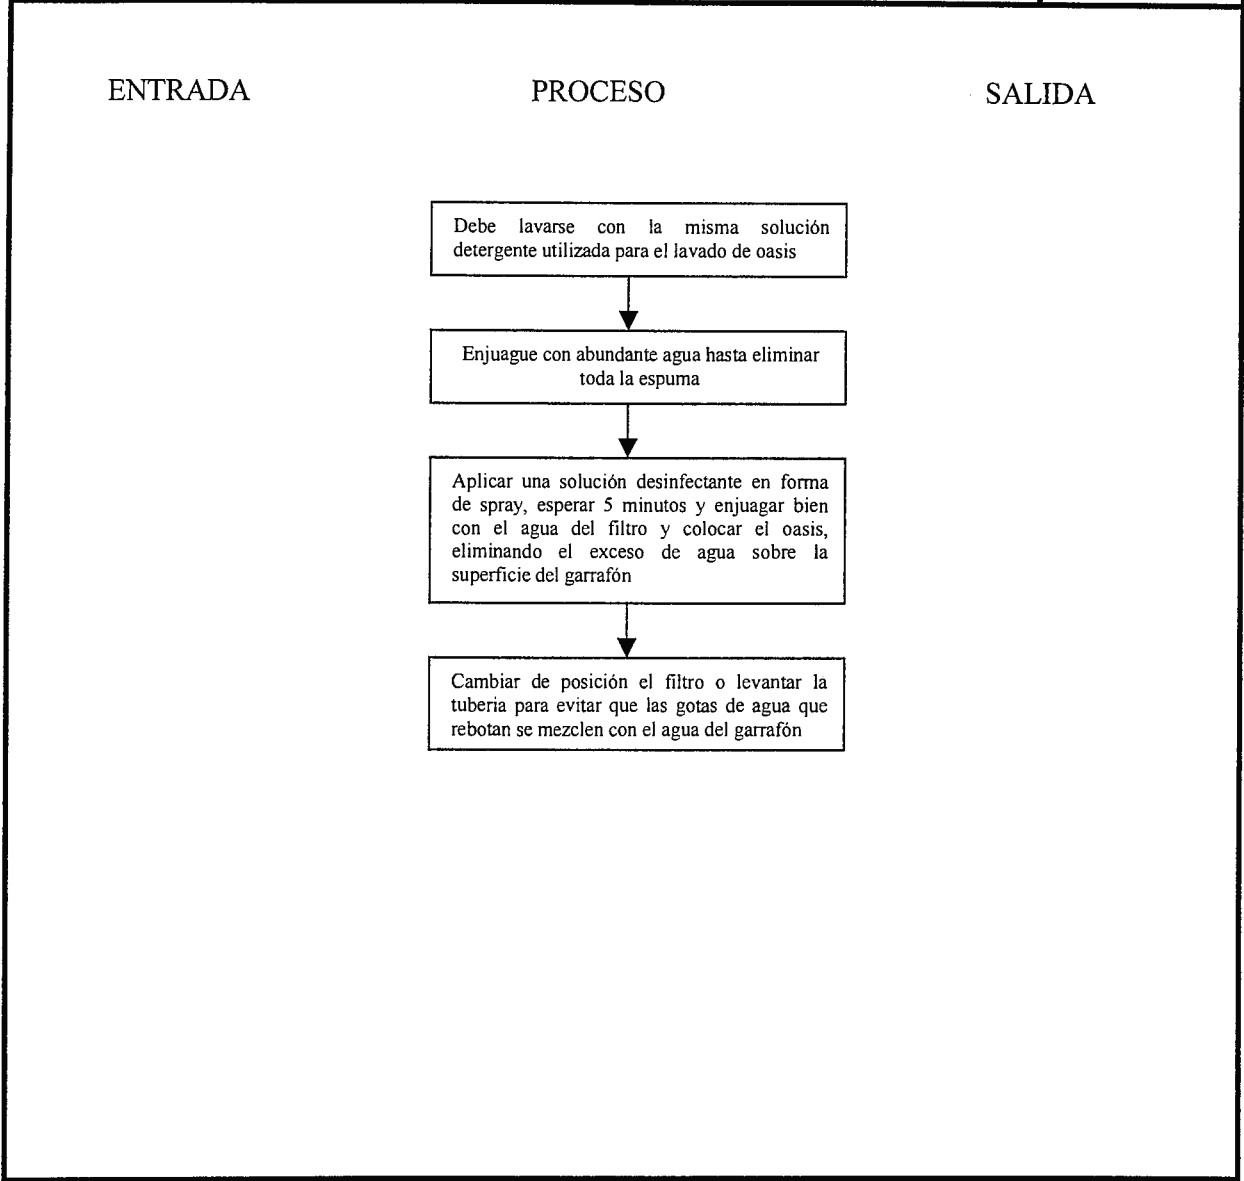 ENTRADA PROCESO SALIDA
Debe lavarse con la misma solución
detergente utilizada para el lavado de oasis
Enjuague con abundante agua hasta eliminar
toda la espuma
Aplicar una solución desinfectante en forma
de spray, esperar 5 minutos y enjuagar bien
con el agua del filtro y colocar el oasis,
eliminando el exceso de agua sobre la
superficie del garrafón
Cambiar de posición el filtro o levantar la
tuberia para evitar que las gotas de agua que
rebotan se mezclen con el agua del garrafón